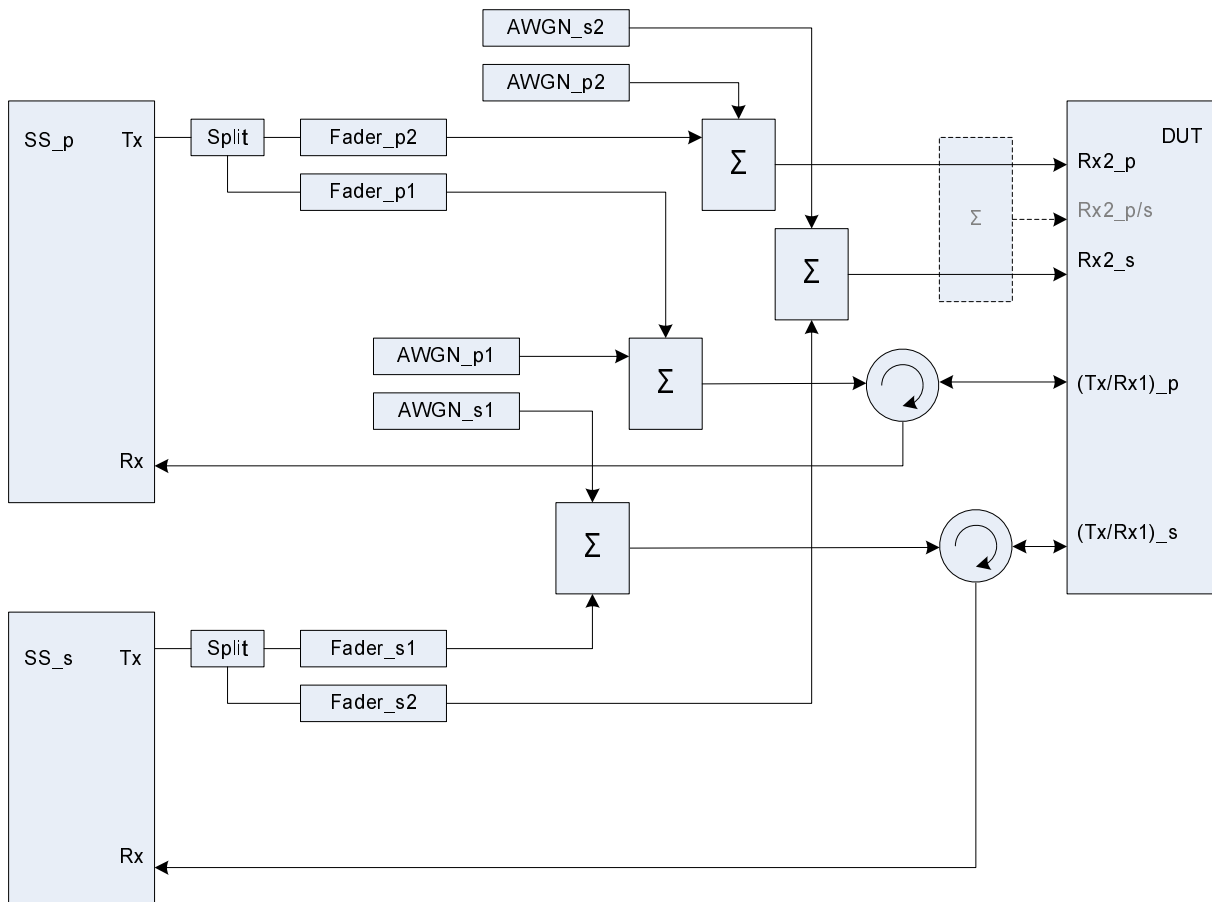 AWGN_s2
AWGN_p2
SS_p
Tx
Split
Fader_p2
Fader_p1
Σ
Σ
Σ
DUT
Rx2_p
Rx2_p/s
Rx2_s
AWGN_p1
AWGN_s1
Σ
(Tx/Rx1)_p
Rx
Σ
(Tx/Rx1)_s
SS_s
Tx
Split
Fader_s1
Fader_s2
Rx